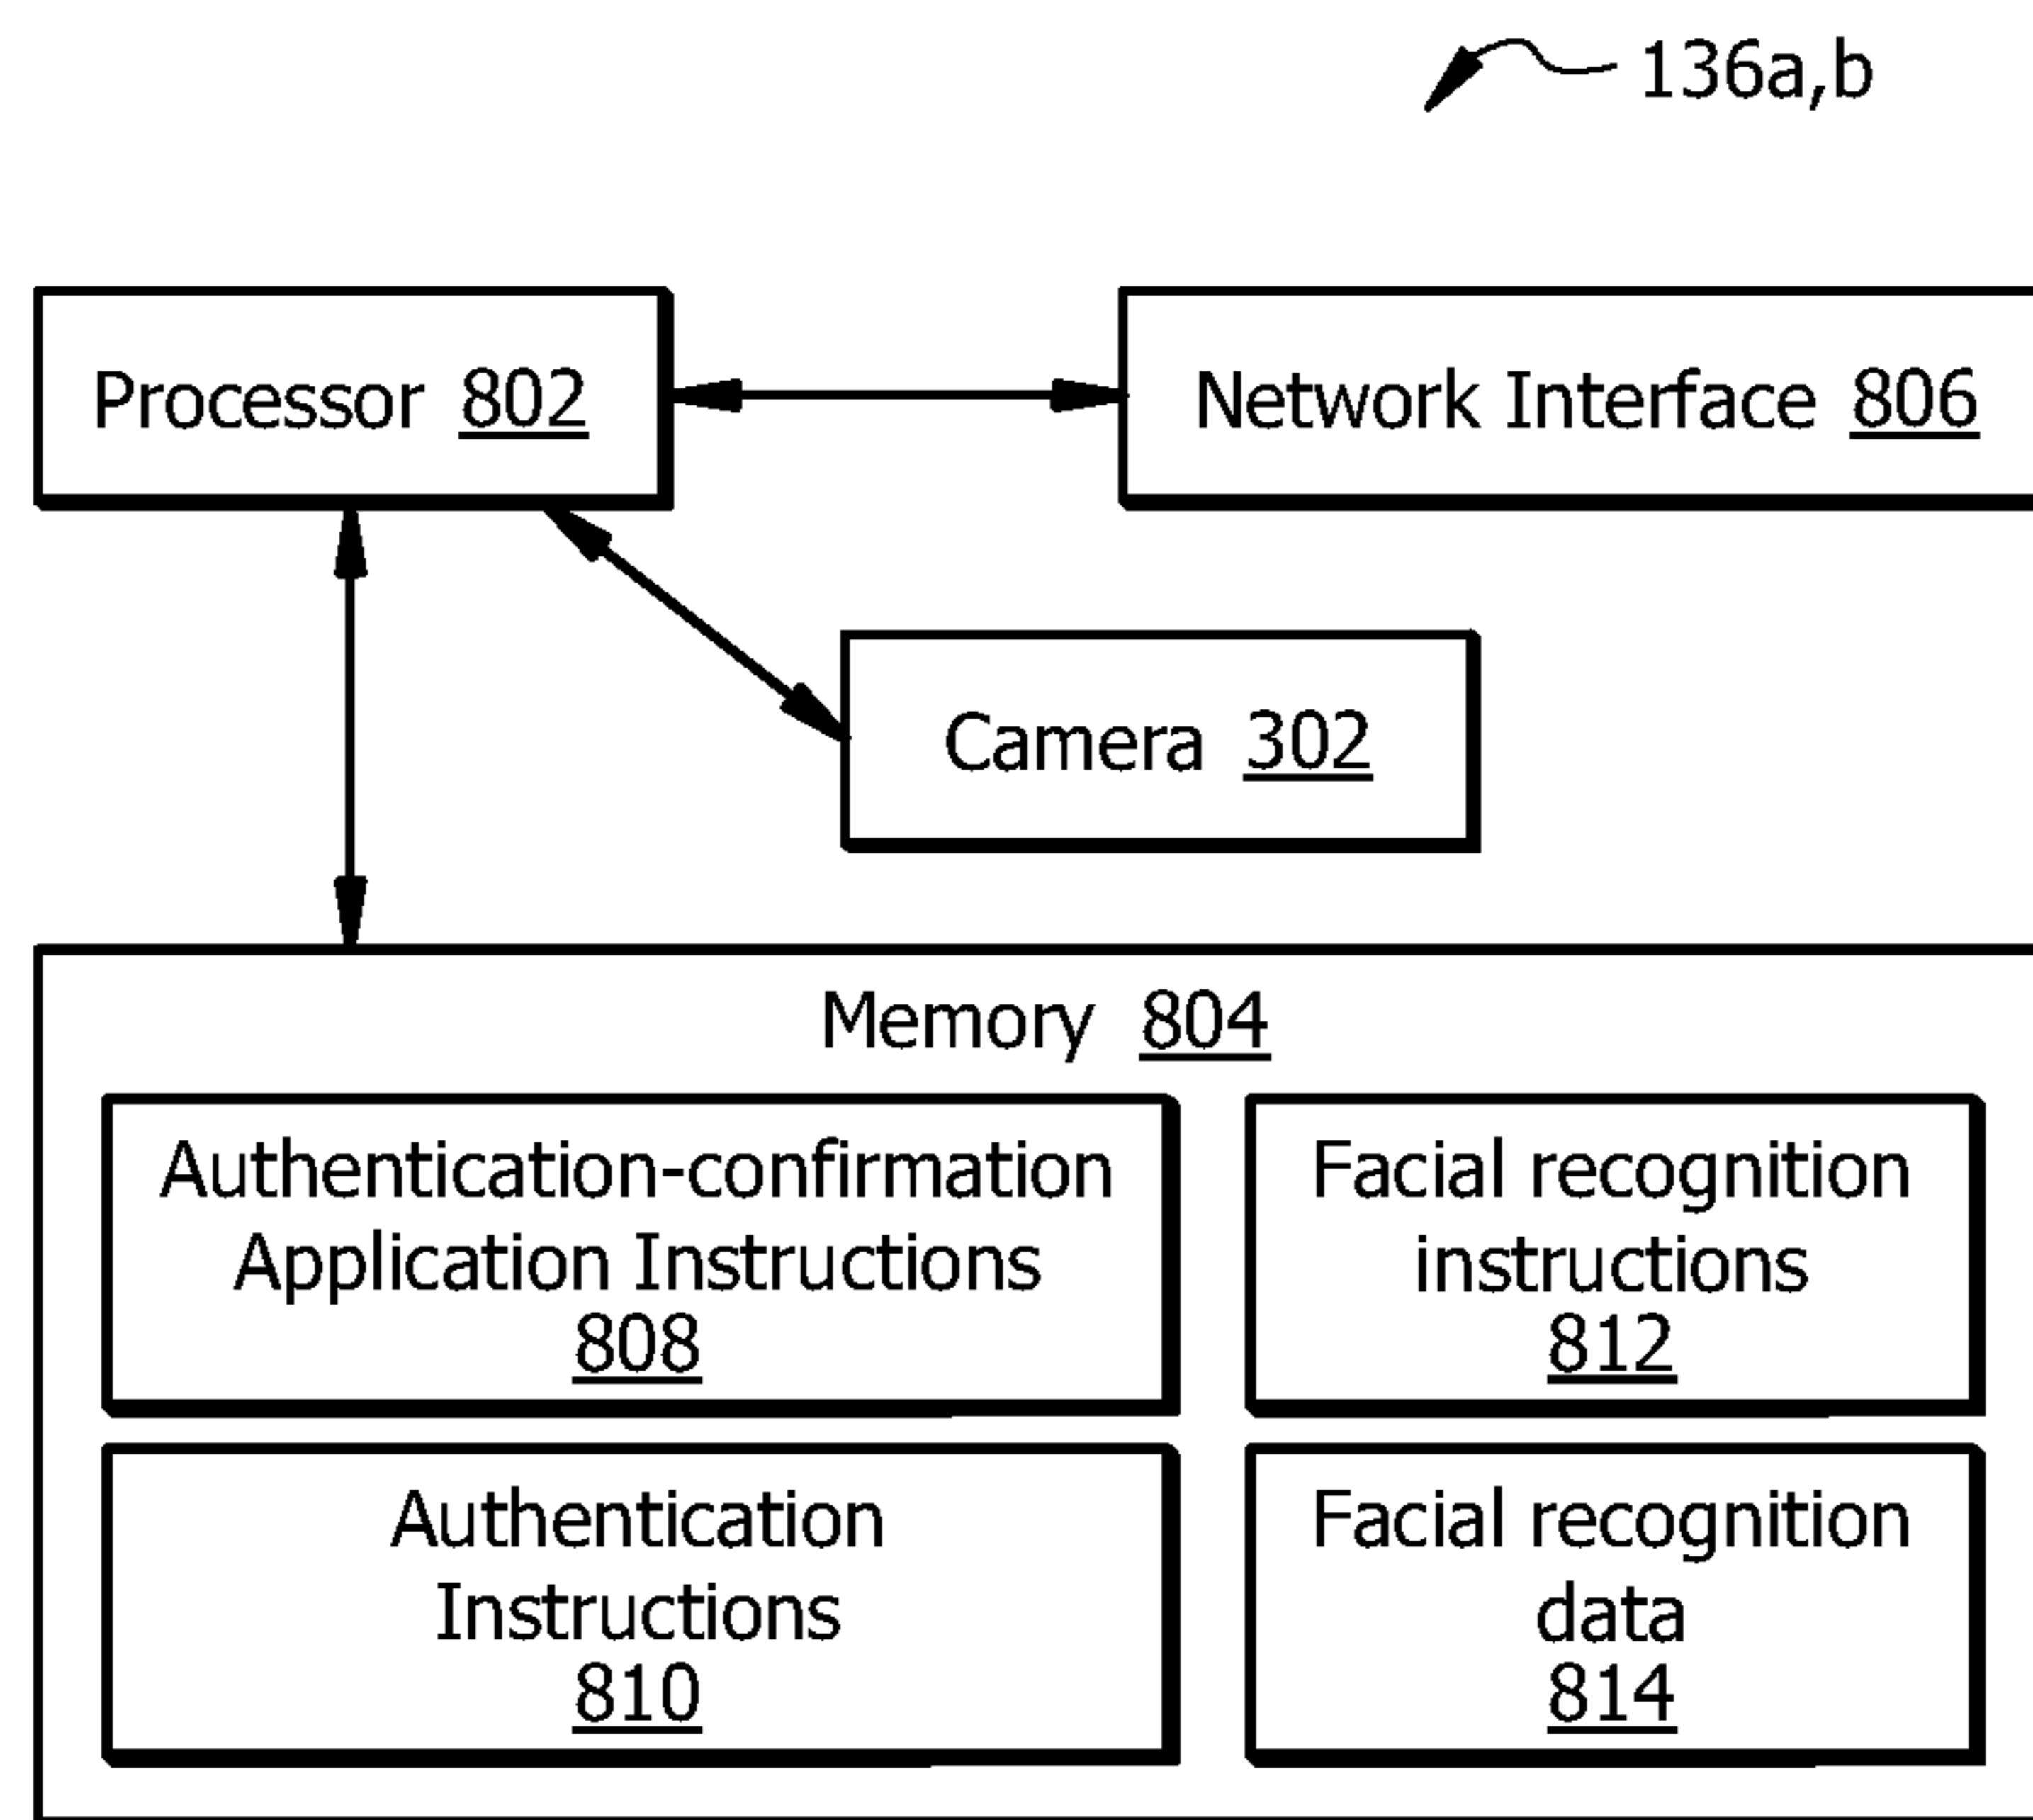 136a,b
Processor 802
Network Interface 806
Camera 302
Memory 804
Authentication-confirmation
Application Instructions
808
Facial recognition
instructions
812
Authentication
Instructions
810
Facial recognition
data
814